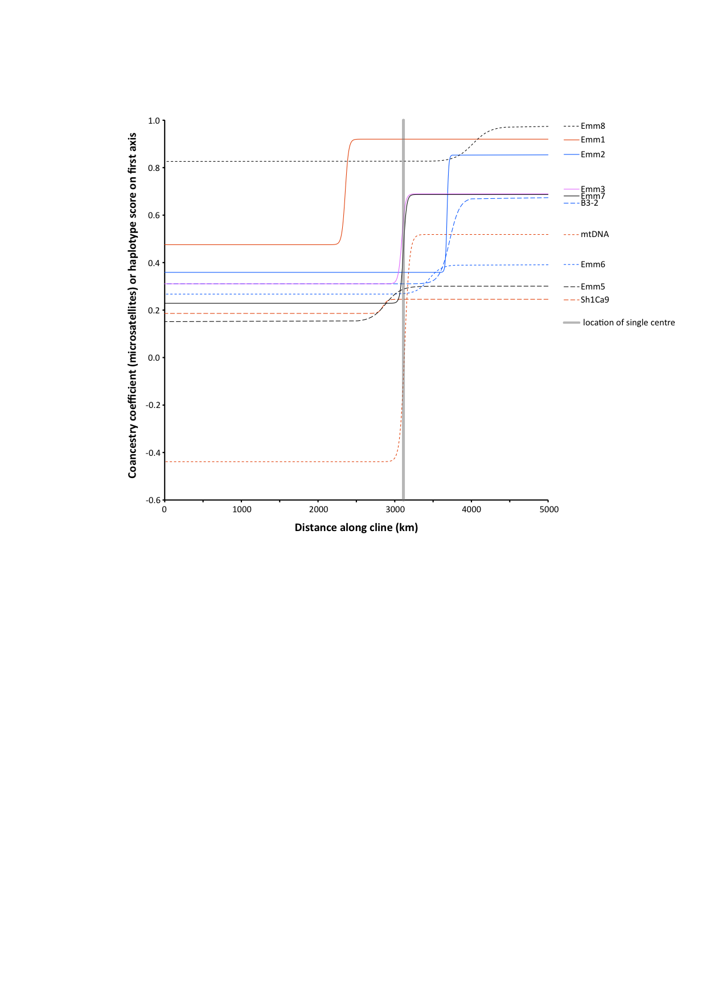 Coancestry coefficient (microsatellites) or haplotype score on first axis
1.0
0.8
0.6
0.4
0.2
0.0
-0.2
-0.4
-0.6
0 1000 2000 3000 4000 5000
Distance along cline (km)
Emm8
Emm1
Emm2
Emm3
Emm7
B3-2
mtDNA
Emm6
Emm5
Sh1Ca9
location of single centre